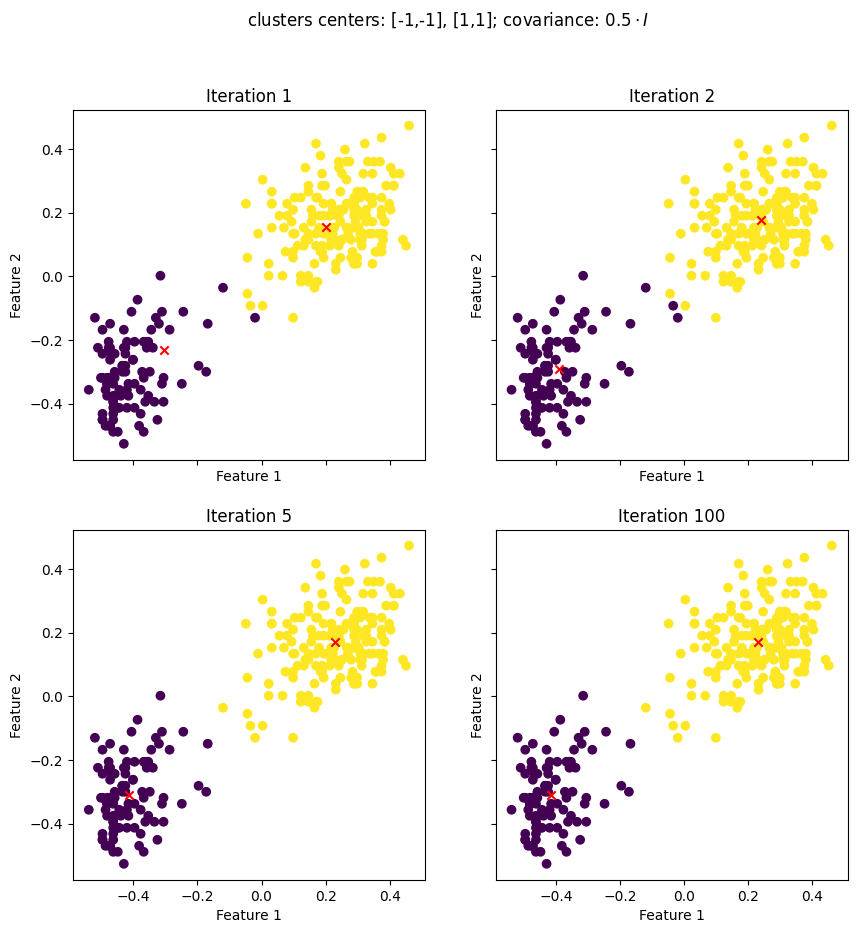 clusters centers: [-1,-1], [1,1]; covariance: 0.5 · I
Iteration 1
Iteration 2
0.4
0.2
0.0
−0.2
−0.4
Feature 2
Feature 2
Feature 1
Feature 1
Iteration 5
Iteration 100
0.4
0.2
0.0
−0.2
−0.4
Feature 2
Feature 2
−0.4 −0.2 0.0 0.2 0.4
−0.4 −0.2 0.0 0.2 0.4
Feature 1
Feature 1